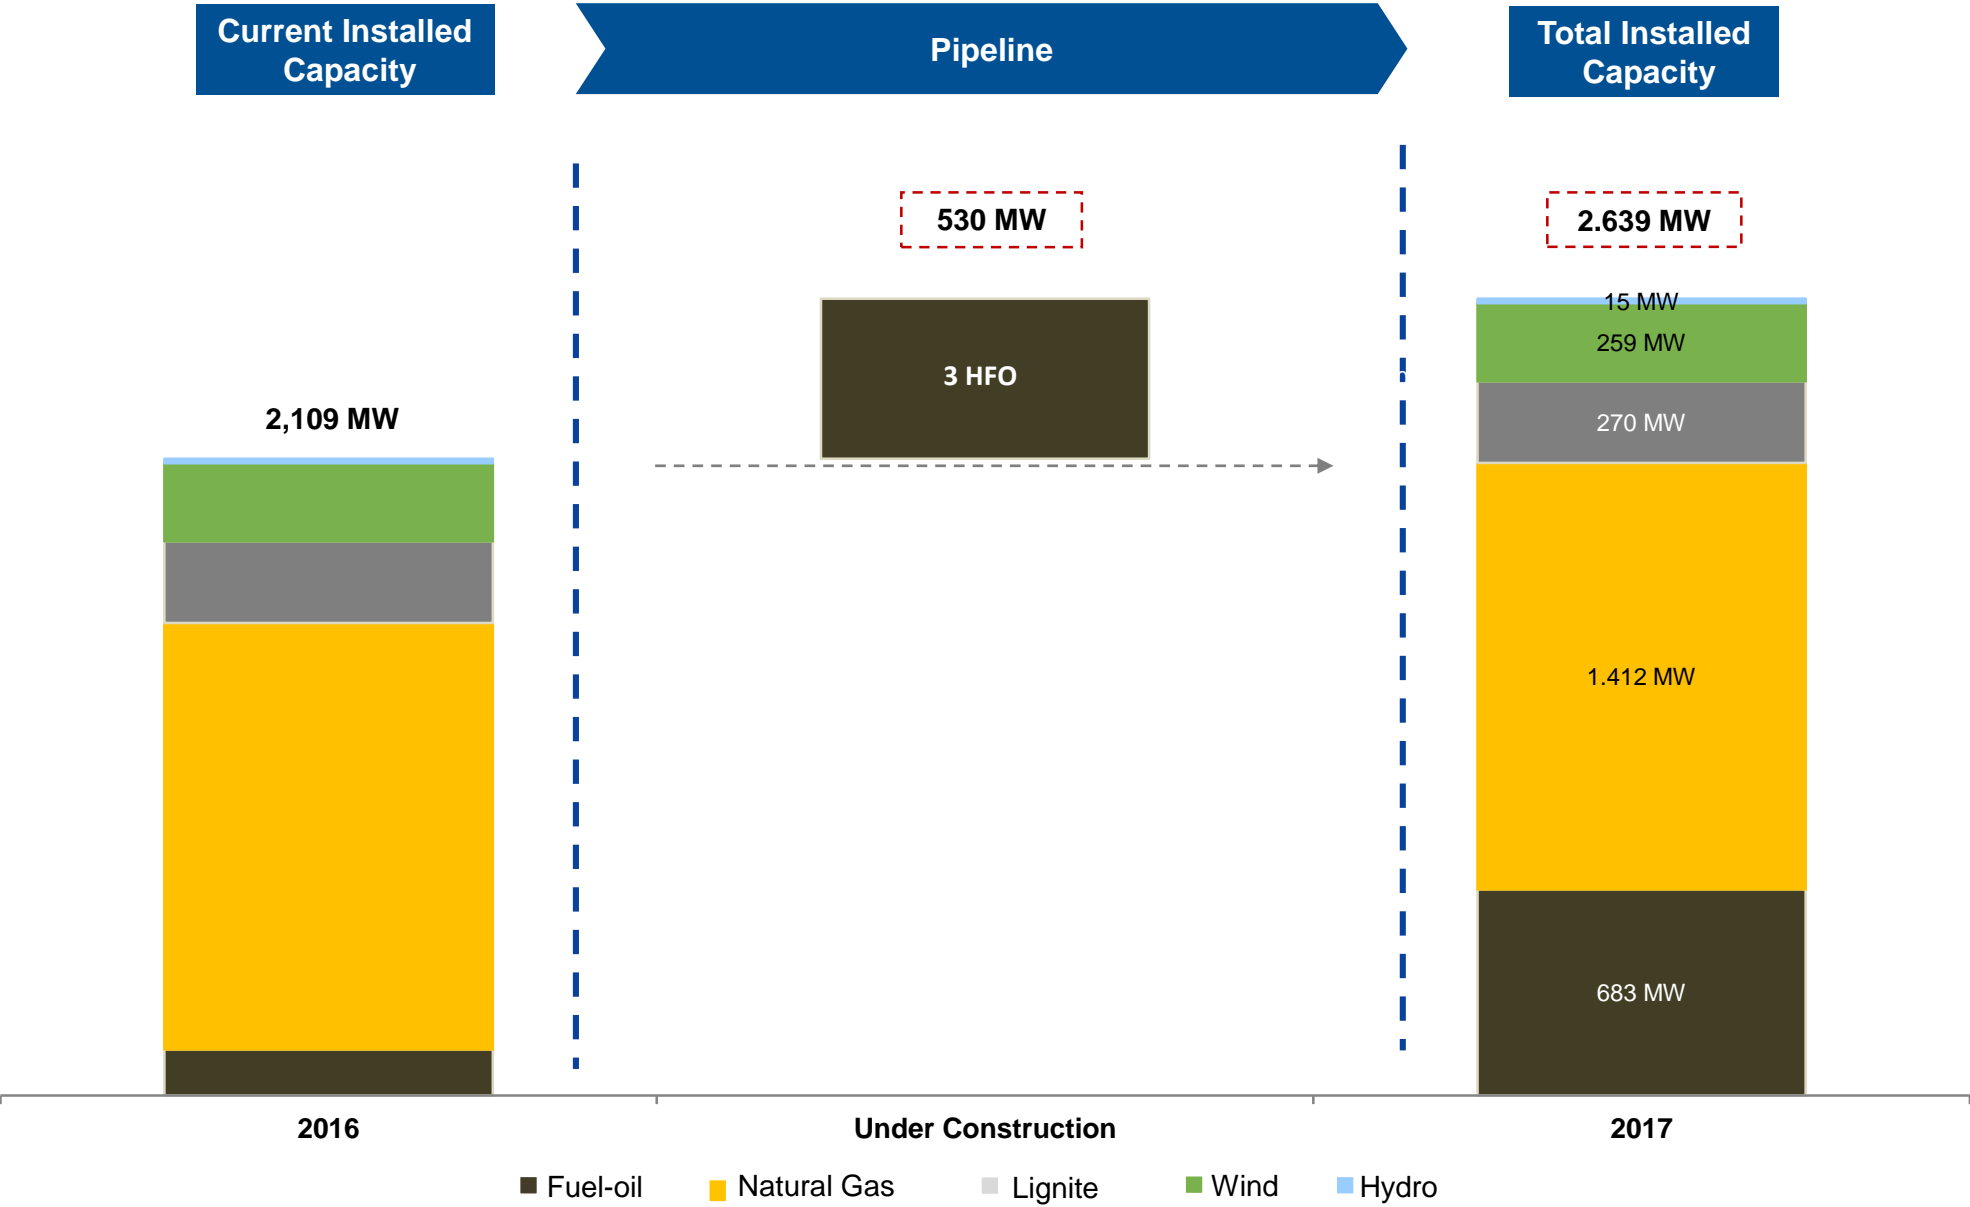 Current Installed
Capacity
Pipeline
Total Installed
Capacity
530 MW
2.639 MW
2,109 MW
3 HFO
15 MW
259 MW
270 MW
1.412 MW
683 MW
2016
Under Construction
2017
Fuel-oil
Natural Gas
Lignite
Wind
Hydro